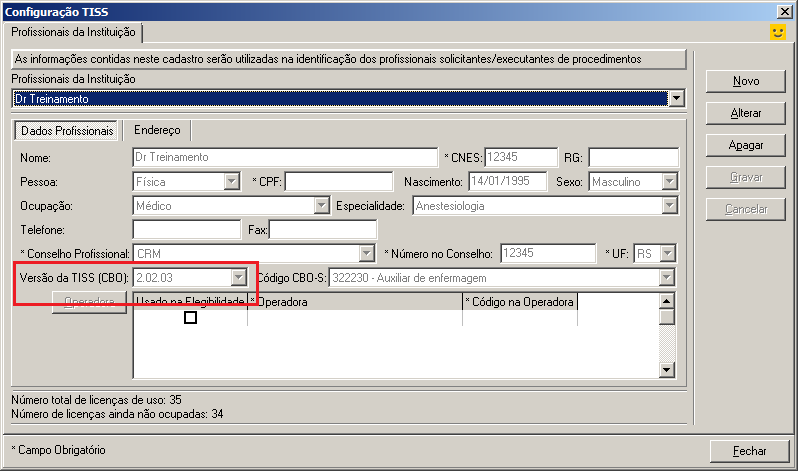 Configuração TISS
Profissionais da Instituição
As informações contidas neste cadastro serão utilizadas na identificação dos profissionais solicitantes/executantes de procedimentos
Profissionais da Instituição
Dr Treinamento
Novo
Alterar
Apagar
Gravar
Cancelar
Dados Profissionais Endereço
Nome: Dr Treinamento * CNES: 12345 RG:
Pessoa: Física * CPF: Nascimento: 14/01/1995 Sexo: Masculino
Ocupação: Médico Especialidade: Anestesiologia
Telefone: Fax:
* Conselho Profissional: CRM * Número no Conselho: 12345 * UF: RS
Versão da TISS (CBO): 2.02.03 Código CBO-S: 322230 - Auxiliar de enfermagem
Operadora Usado na Elegibilidade * Operadora * Código na Operadora
Número total de licenças de uso: 35
Número de licenças ainda não ocupadas: 34
* Campo Obrigatório Fechar